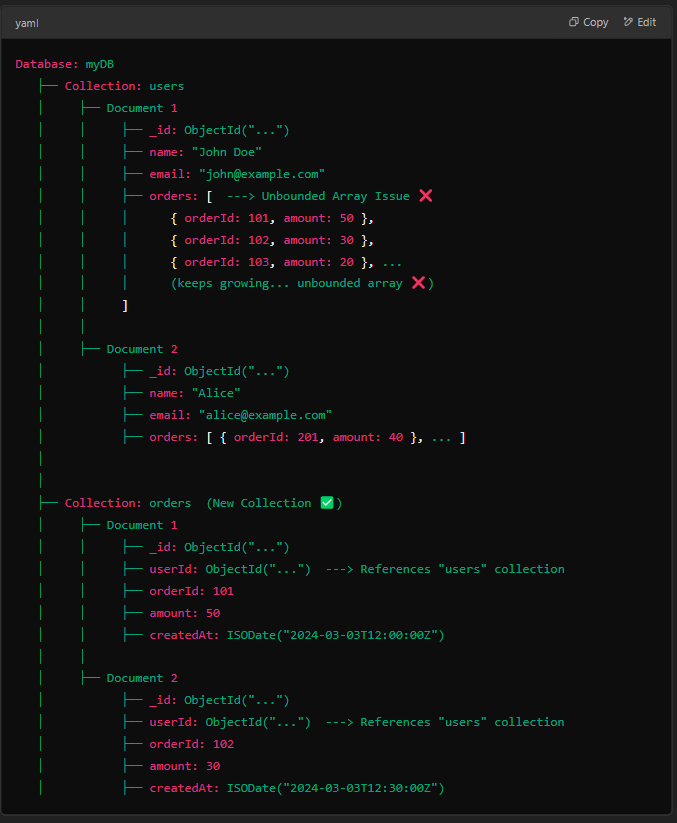 yaml
Copy
Edit
Database: myDB
├── Collection: users
│    ├── Document 1
│    │    ├── _id: ObjectId("...")
│    │    ├── name: "John Doe"
│    │    ├── email: "john@example.com"
│    │    ├── orders: [  ---> Unbounded Array Issue ❌
│    │    │     { orderId: 101, amount: 50 },
│    │    │     { orderId: 102, amount: 30 },
│    │    │     { orderId: 103, amount: 20 }, ...
│    │    │     (keeps growing... unbounded array ❌)
│    │    ]
│    │
│    ├── Document 2
│         ├── _id: ObjectId("...")
│         ├── name: "Alice"
│         ├── email: "alice@example.com"
│         ├── orders: [ { orderId: 201, amount: 40 }, ... ]
│
│
├── Collection: orders  (New Collection ✅)
│    ├── Document 1
│    │    ├── _id: ObjectId("...")
│    │    ├── userId: ObjectId("...")  ---> References "users" collection
│    │    ├── orderId: 101
│    │    ├── amount: 50
│    │    ├── createdAt: ISODate("2024-03-03T12:00:00Z")
│    │
│    ├── Document 2
│         ├── _id: ObjectId("...")
│         ├── userId: ObjectId("...")  ---> References "users" collection
│         ├── orderId: 102
│         ├── amount: 30
│         ├── createdAt: ISODate("2024-03-03T12:30:00Z")